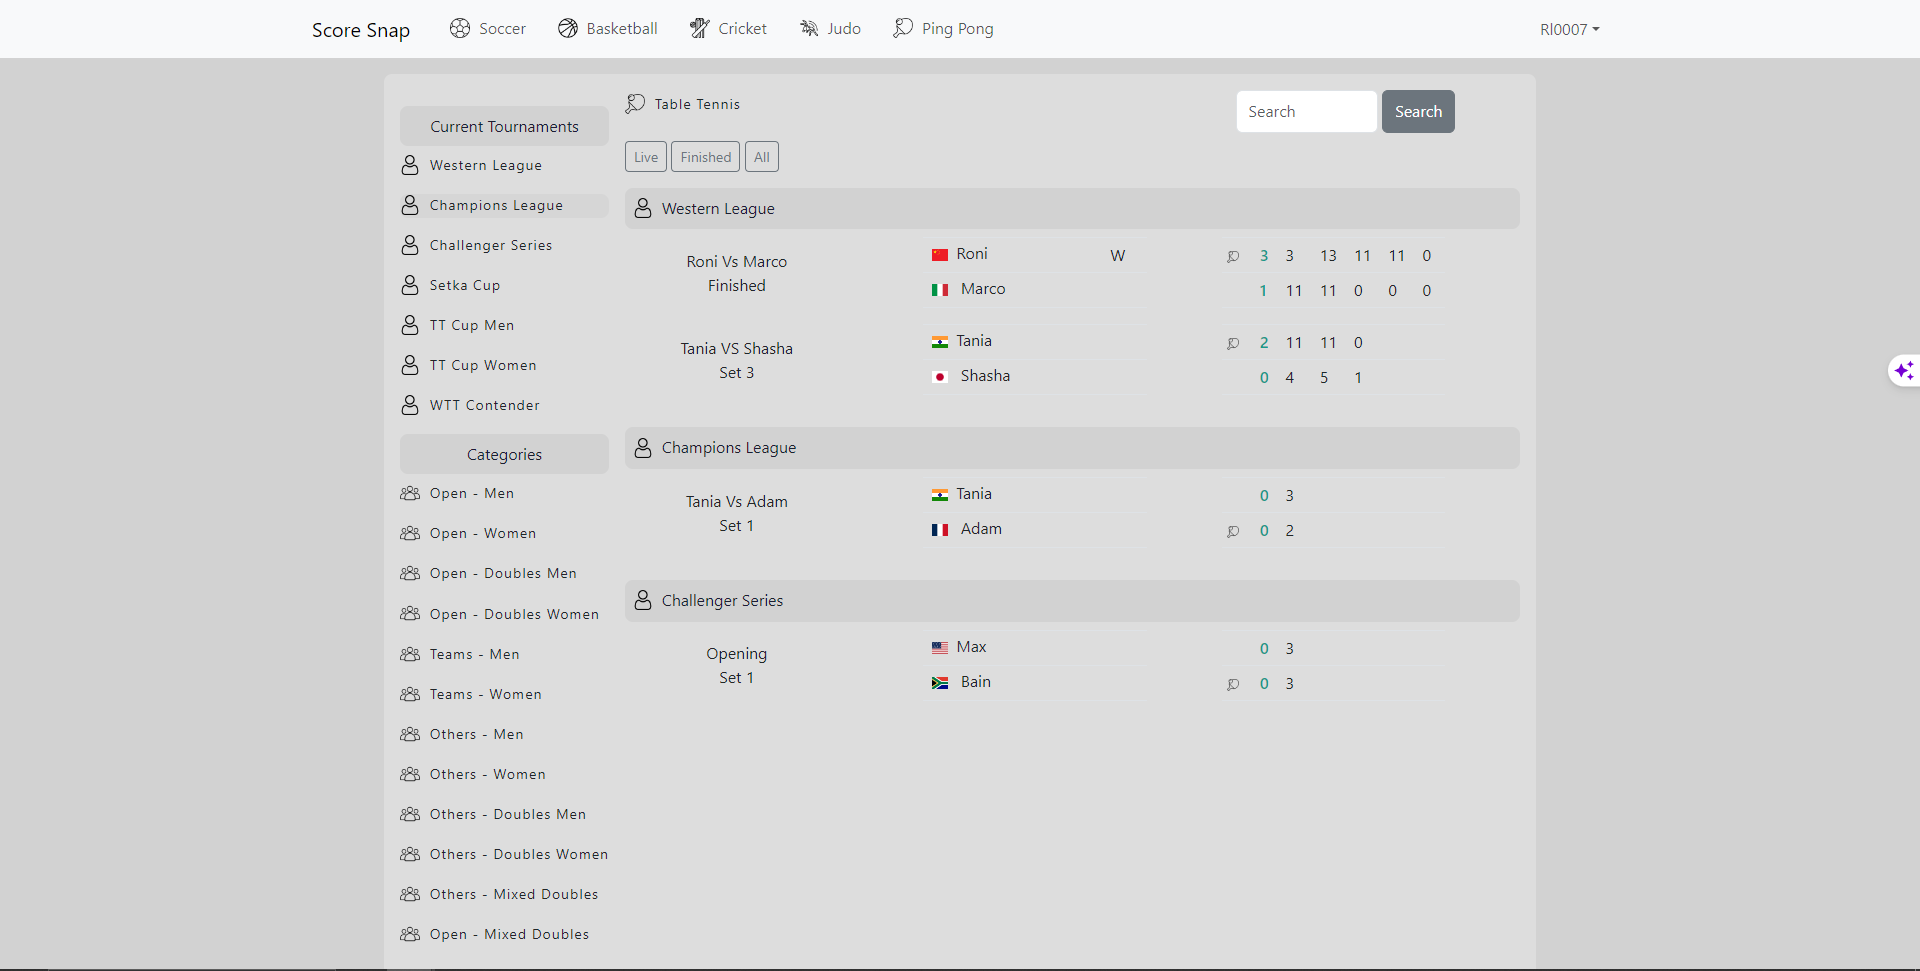 Score Snap Soccer Basketball Cricket Judo Ping Pong Rl0007
Current Tournaments
Western League
Champions League
Challenger Series
Setka Cup
TT Cup Men
TT Cup Women
WTT Contender
Categories
Open - Men
Open - Women
Open - Doubles Men
Open - Doubles Women
Teams - Men
Teams - Women
Others - Men
Others - Women
Others - Doubles Men
Others - Doubles Women
Others - Mixed Doubles
Open - Mixed Doubles
Table Tennis Search Search
Live Finished All
Western League
Roni Vs Marco
Finished
Roni W 3 3 13 11 11 0
Marco 1 11 11 0 0 0
Tania VS Shasha
Set 3
Tania 2 11 11 0
Shasha 0 4 5 1
Champions League
Tania Vs Adam
Set 1
Tania 0 3
Adam 0 2
Challenger Series
Opening
Set 1
Max 0 3
Bain 0 3